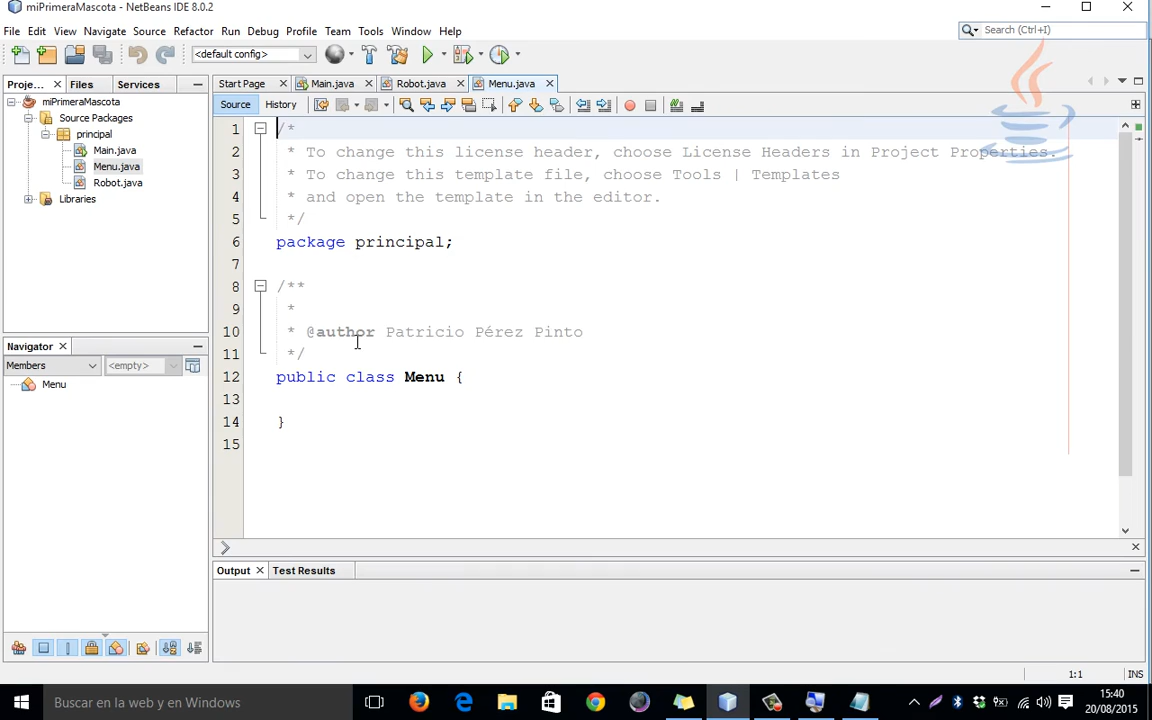 miPrimeraMascota - NetBeans IDE 8.0.2
File Edit View Navigate Source Refactor Run Debug Profile Team Tools Window Help
Search (Ctrl+I)
<default config>
Proje... Files Services
Start Page Main.java Robot.java Menu.java
miPrimeraMascota
Source Packages
principal
Main.java
Menu.java
Robot.java
Libraries
Source History
1 /*
2 * To change this license header, choose License Headers in Project Properties.
3 * To change this template file, choose Tools | Templates
4 * and open the template in the editor.
5 */
6 package principal;
7
8 /**
9 *
10 * @author Patricio Pérez Pinto
11 */
12 public class Menu {
13
14 }
15
Navigator
Members <empty>
Menu
Output Test Results
1:1 INS
Buscar en la web y en Windows
15:40
20/08/2015